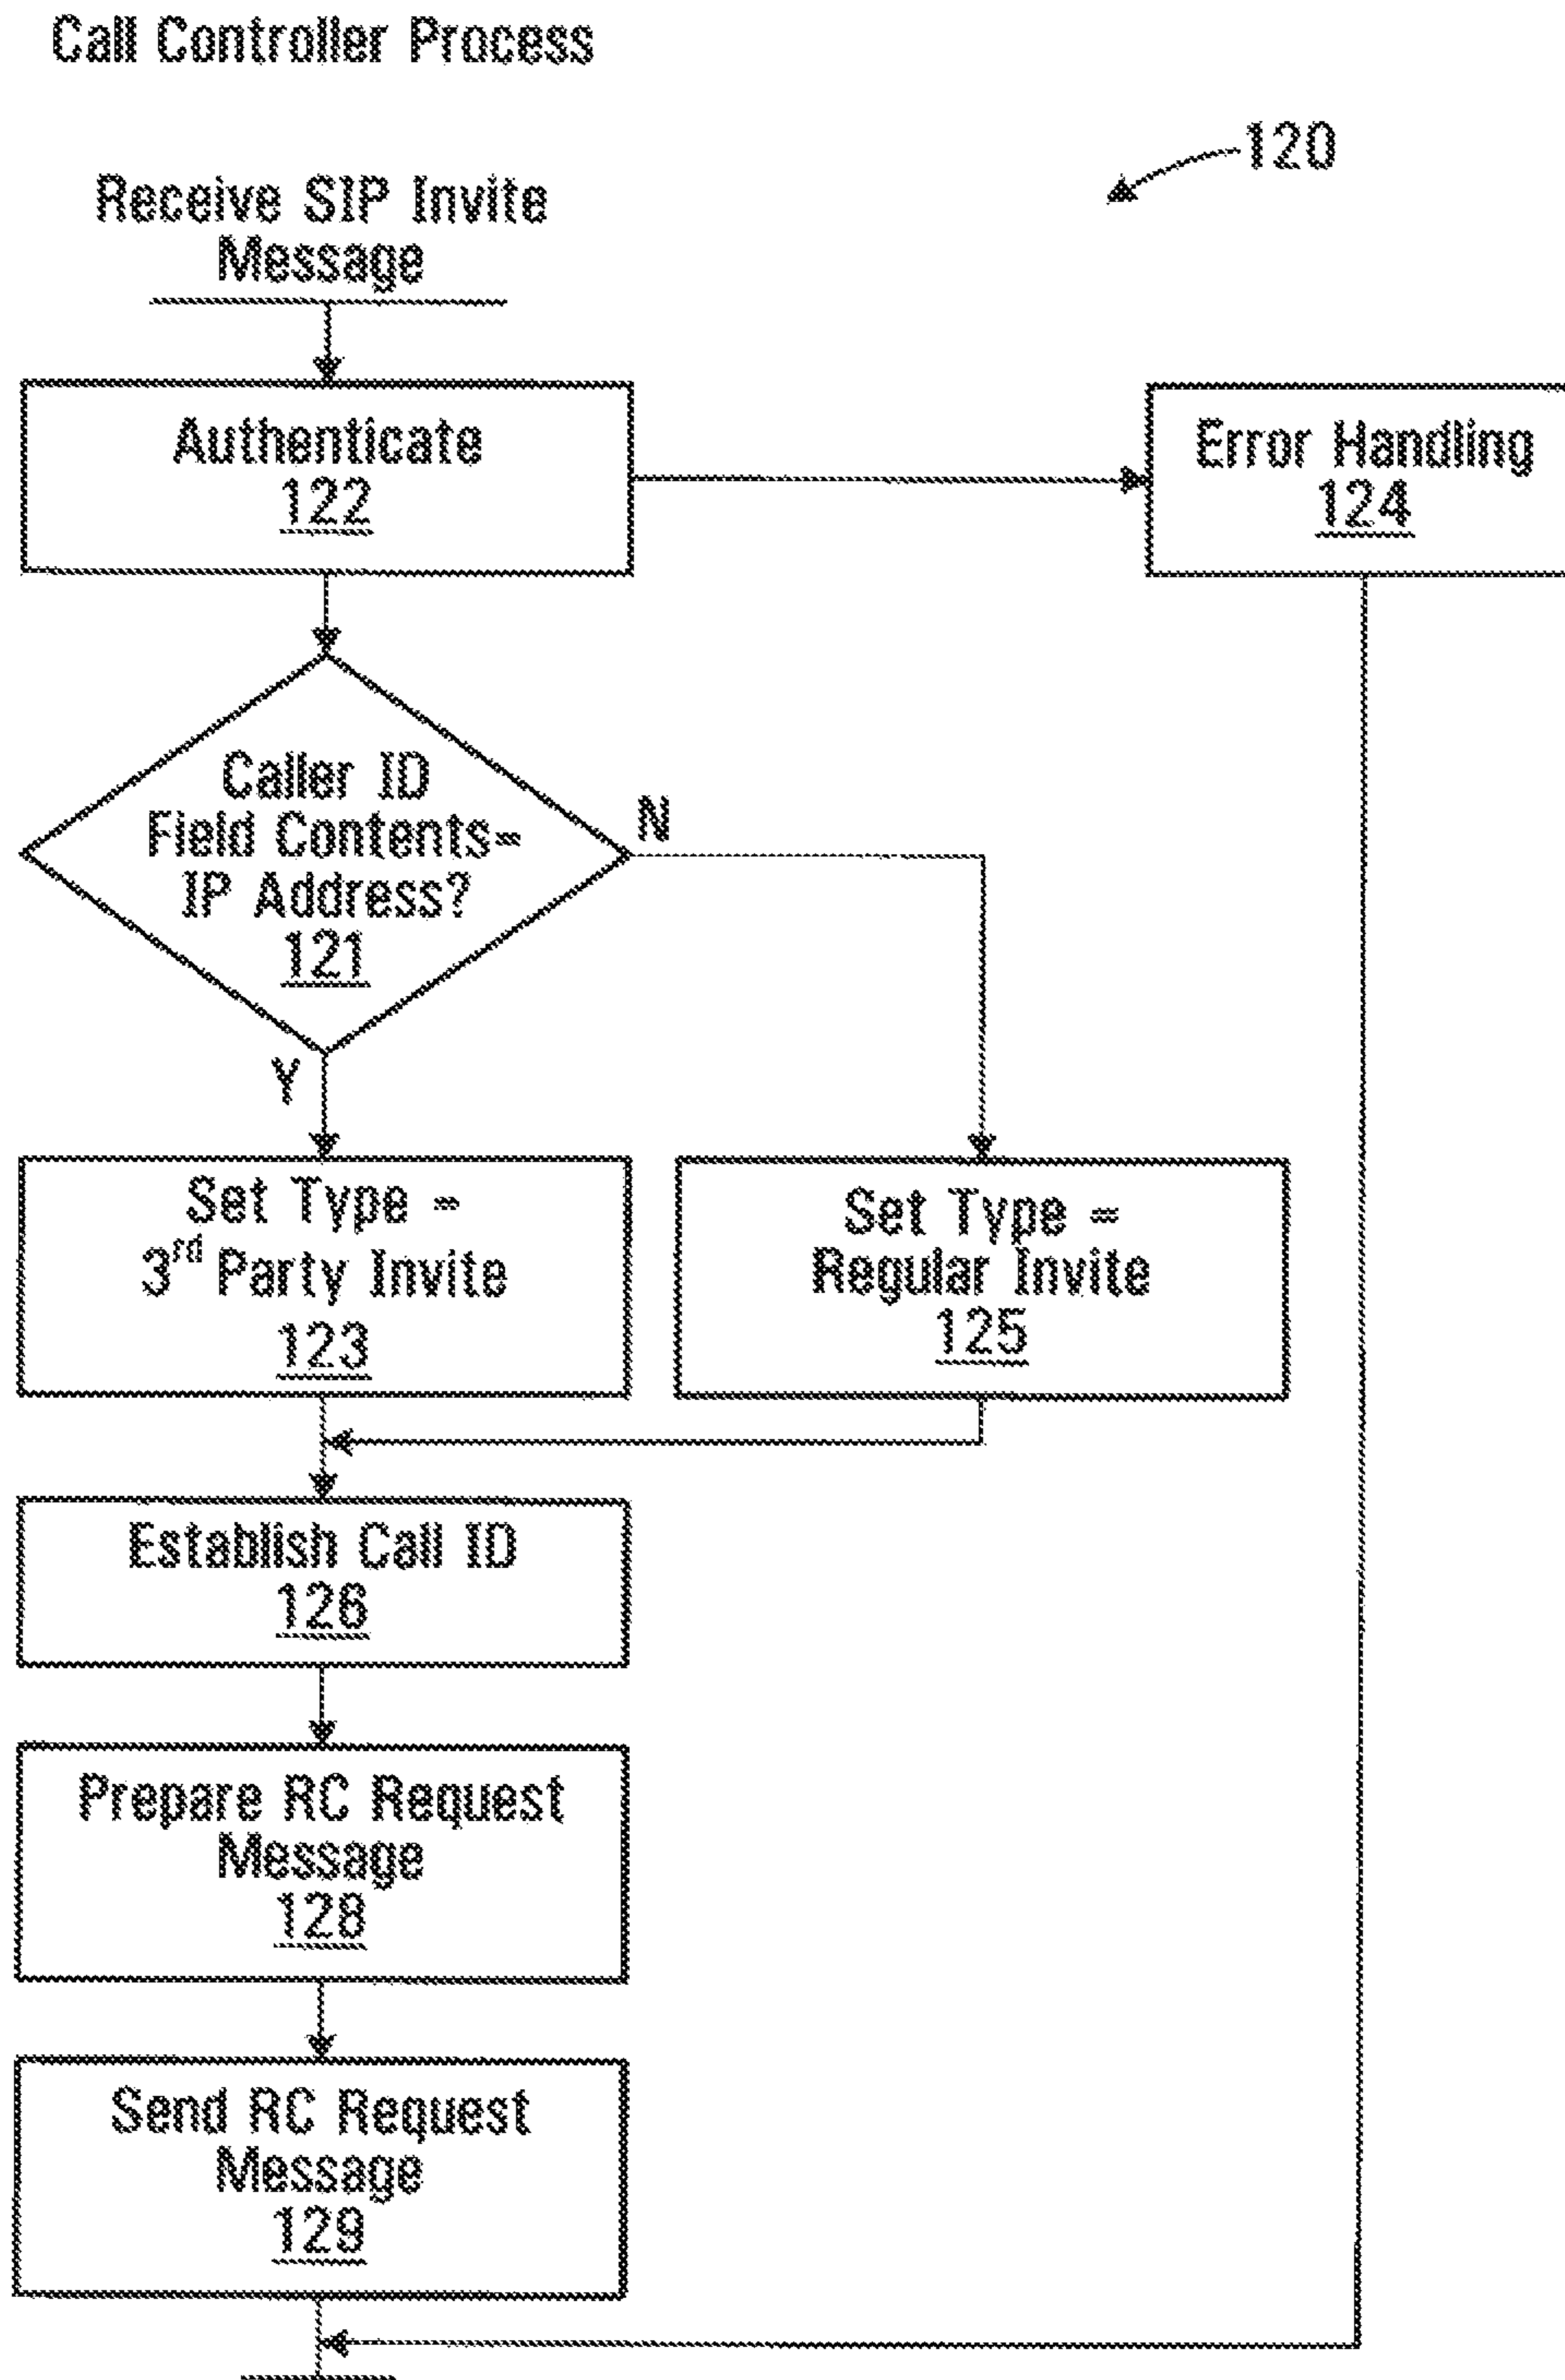 Call Controller Process
120
Receive SIP Invite
Message
Authenticate
122
Error Handling
124
Caller ID
Field Contents=
IP Address?
121
N
Y
Set Type =
3rd Party Invite
123
Set Type =
Regular Invite
125
Establish Call ID
126
Prepare RC Request
Message
128
Send RC Request
Message
129